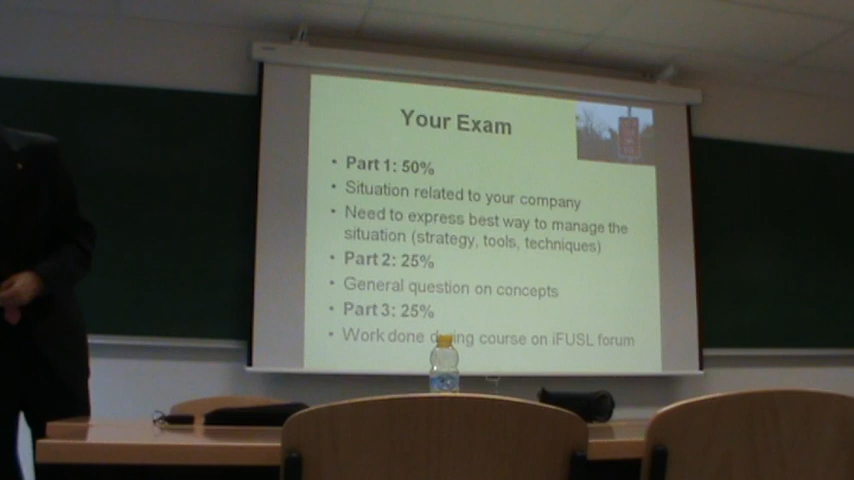 Your Exam
• Part 1: 50%
• Situation related to your company
• Need to express best way to manage the
situation (strategy, tools, techniques)
• Part 2: 25%
• General question on concepts
• Part 3: 25%
• Work done during course on iFUSL forum